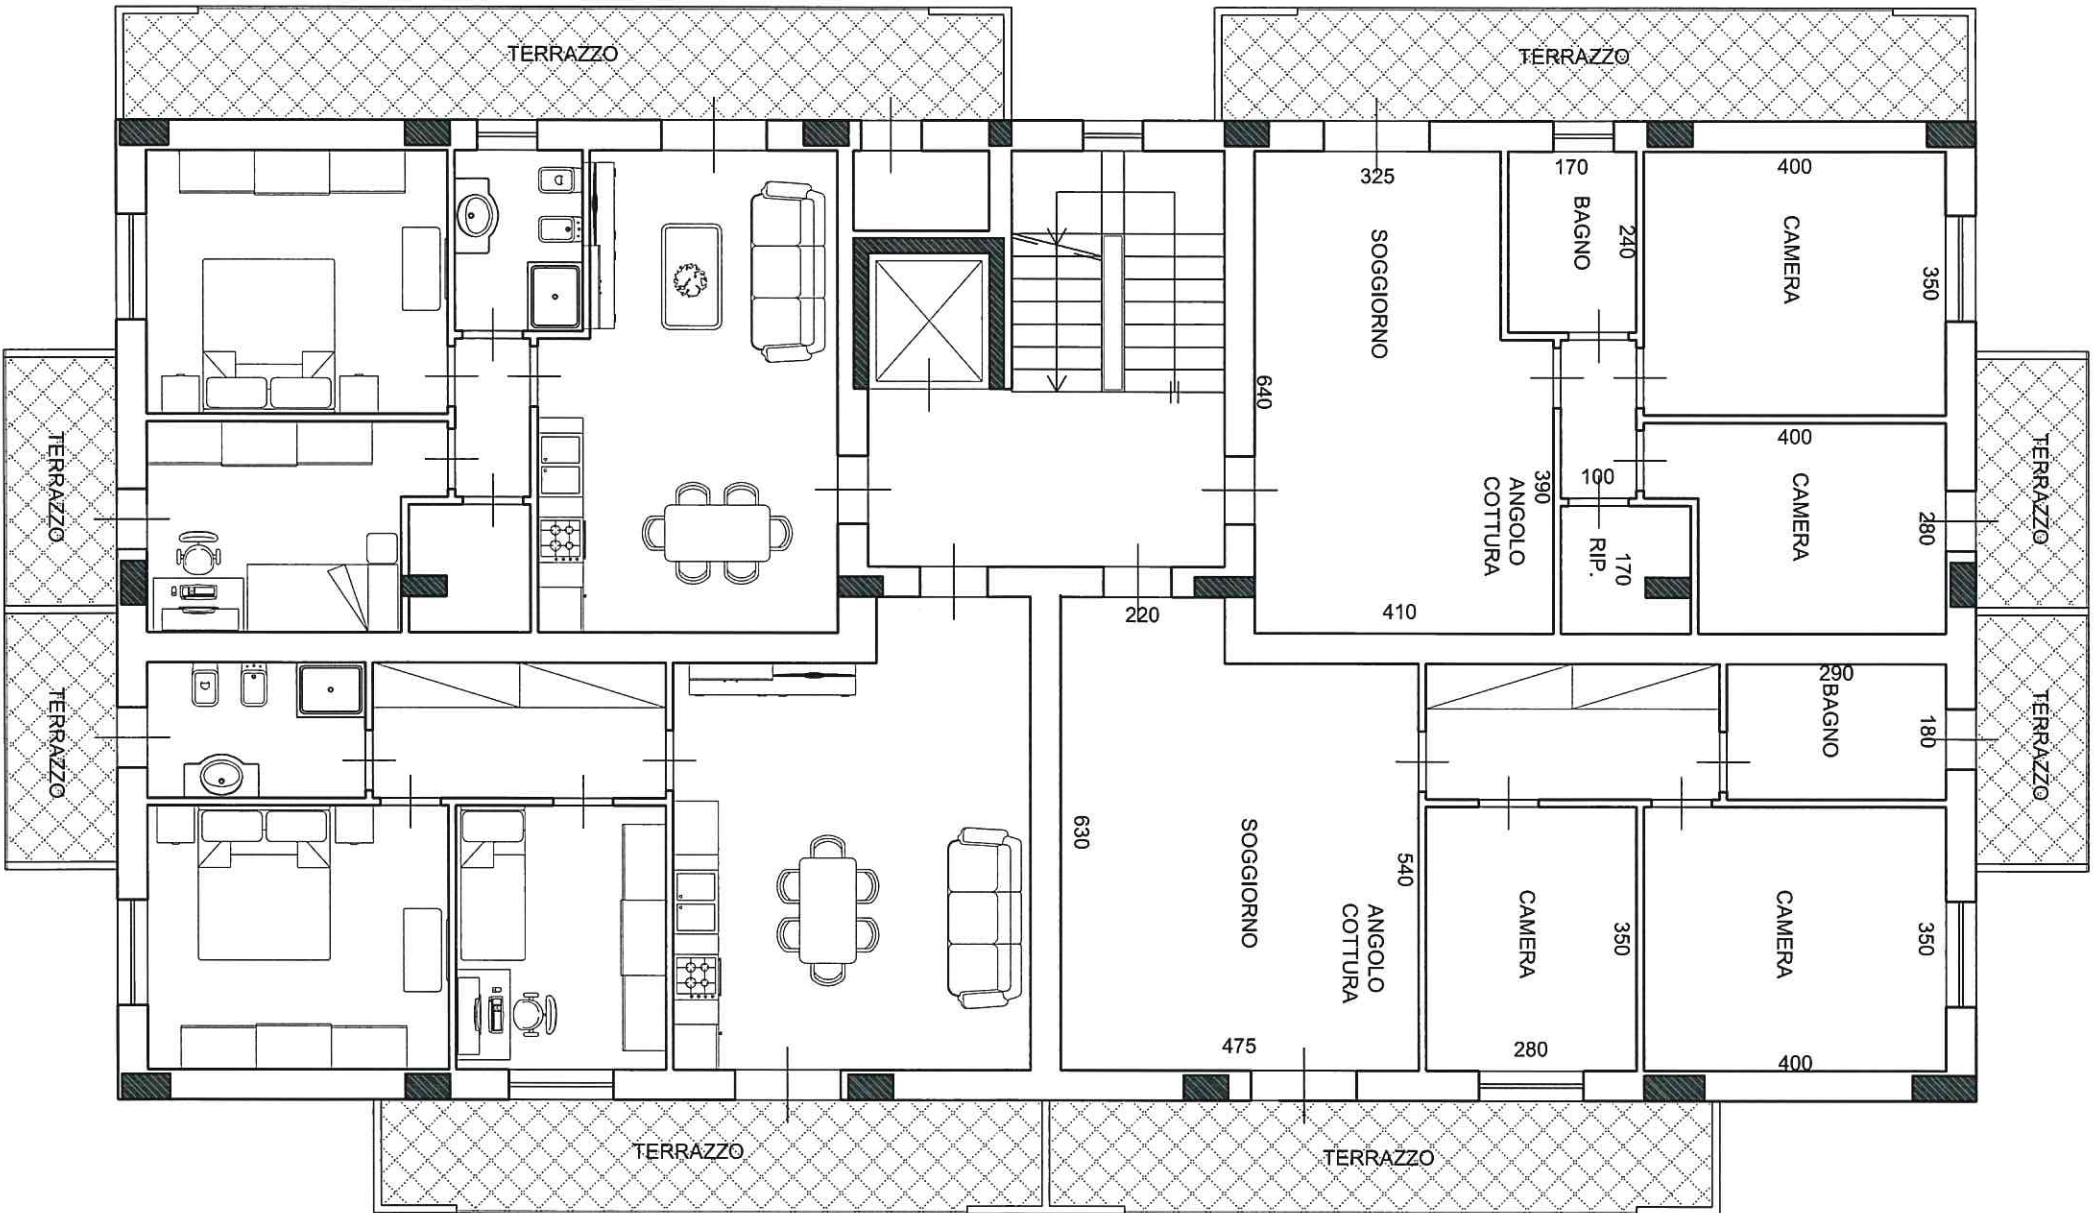 TERRAZZO
TERRAZZO
325
170
400
SOGGIORNO
BAGNO
240
CAMERA
350
640
390
ANGOLO
COTTURA
100
400
CAMERA
280
RIP.
170
410
220
TERRAZZO
TERRAZZO
TERRAZZO
TERRAZZO
290
BAGNO
180
630
SOGGIORNO
540
ANGOLO
COTTURA
CAMERA
350
CAMERA
350
475
280
400
TERRAZZO
TERRAZZO